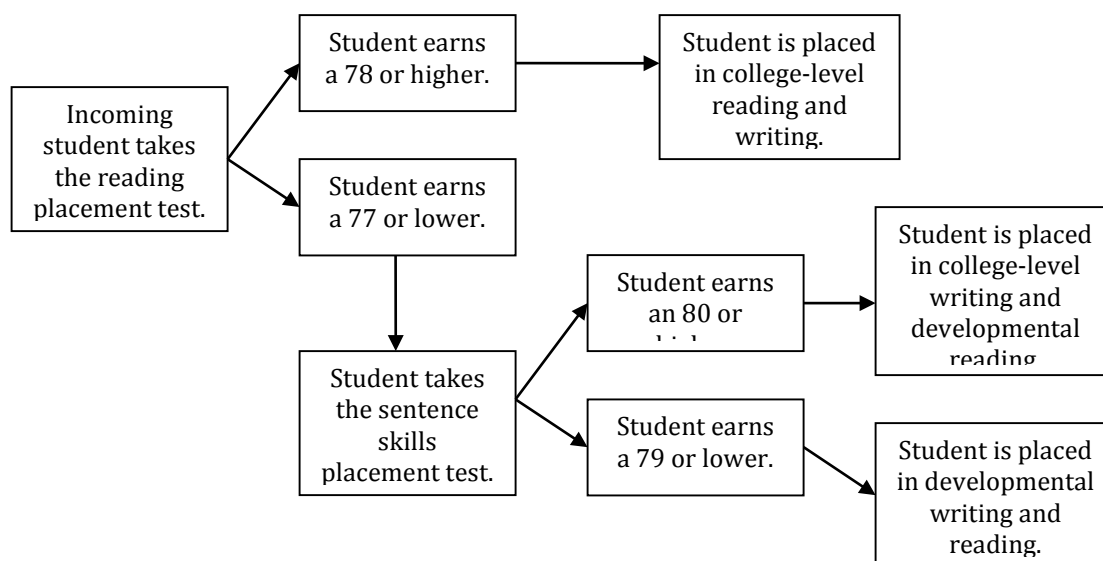 Incoming
student takes
the reading
placement test.
Student earns
a 78 or higher.
Student is placed
in college-level
reading and
writing.
Student earns
a 77 or lower.
Student takes
the sentence
skills
placement test.
Student earns
an 80 or
Student is placed
in college-level
writing and
developmental
reading.
Student earns
a 79 or lower.
Student is placed
in developmental
writing and
reading.